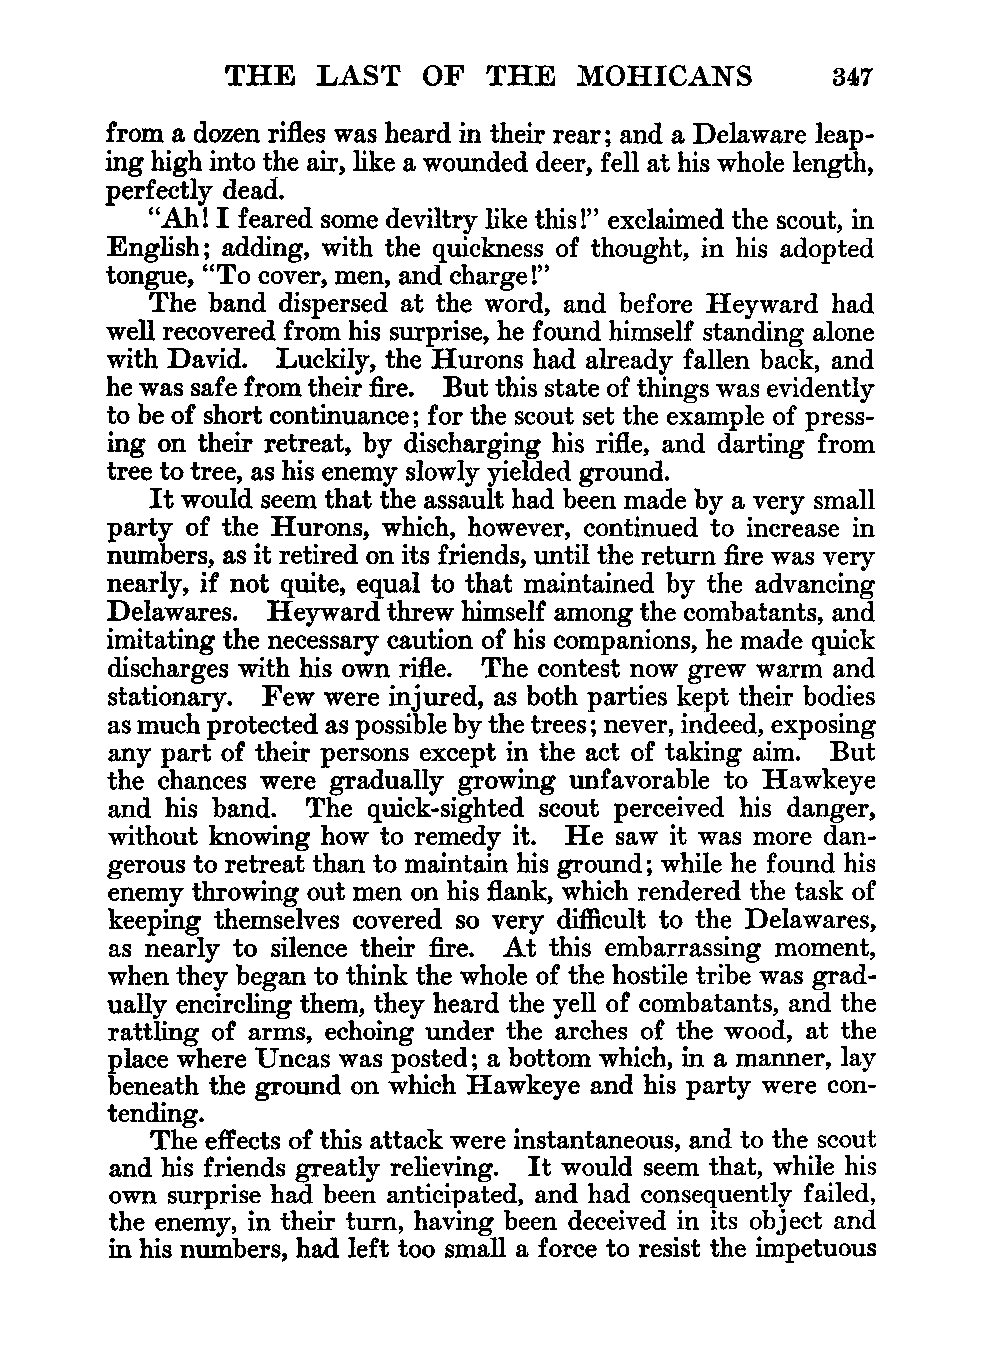 THE LAST OF THE MOHICANS 347
from a dozen rifles was heard in their rear; and a Delaware leap-
ing high into the air, like a wounded deer, fell at his whole length,
perfectly dead.
"Ah! I feared some deviltry like this!" exclaimed the scout, in
English; adding, with the quickness of thought, in his adopted
tongue, "To cover, men, and charge!"
The band dispersed at the word, and before Heyward had
well recovered from his surprise, he found himself standing alone
with David. Luckily, the Hurons had already fallen back, and
he was safe from their fire. But this state of things was evidently
to be of short continuance; for the scout set the example of press-
ing on their retreat, by discharging his rifle, and darting from
tree to tree, as his enemy slowly yielded ground.
It would seem that the assault had been made by a very small
party of the Hurons, which, however, continued to increase in
numbers, as it retired on its friends, until the return fire was very
nearly, if not quite, equal to that maintained by the advancing
Delawares. Heyward threw himself among the combatants, and
imitating the necessary caution of his companions, he made quick
discharges with his own rifle. The contest now grew warm and
stationary. Few were injured, as both parties kept their bodies
as much protected as possible by the trees; never, indeed, exposing
any part of their persons except in the act of taking aim. But
the chances were gradually growing unfavorable to Hawkeye
and his band. The quick-sighted scout perceived his danger,
without knowing how to remedy it. He saw it was more dan-
gerous to retreat than to maintain his ground; while he found his
enemy throwing out men on his flank, which rendered the task of
keeping themselves covered so very difficult to the Delawares,
as nearly to silence their fire. At this embarrassing moment,
when they began to think the whole of the hostile tribe was grad-
ually encircling them, they heard the yell of combatants, and the
rattling of arms, echoing under the arches of the wood, at the
place where Uncas was posted; a bottom which, in a manner, lay
beneath the ground on which Hawkeye and his party were con-
tending.
The effects of this attack were instantaneous, and to the scout
and his friends greatly relieving. It would seem that, while his
own surprise had been anticipated, and had consequently failed,
the enemy, in their turn, having been deceived in its object and
in his numbers, had left too small a force to resist the impetuous